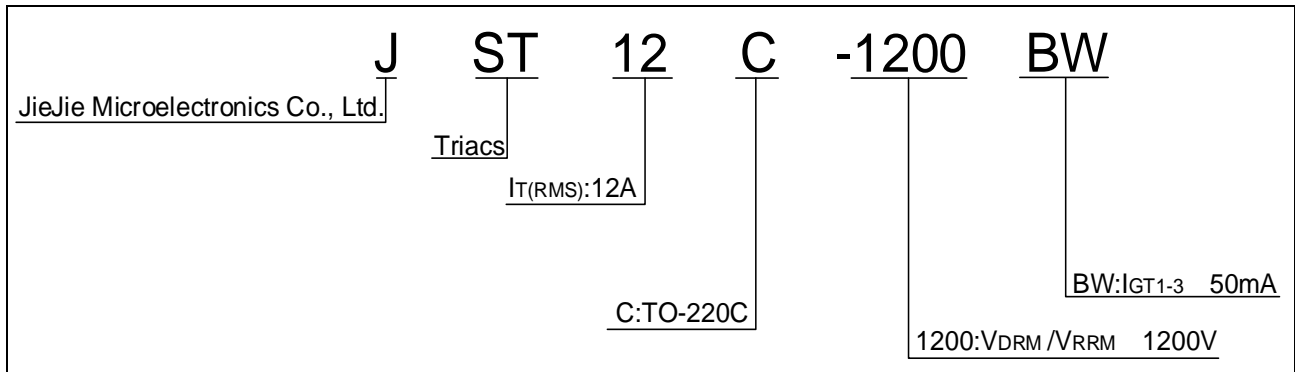 J ST 12 C -1200 BW
JieJie Microelectronics Co., Ltd.
Triacs
IT(RMS):12A
BW:IGT1-3 50mA
C:TO-220C
1200:VDRM /VRRM 1200V